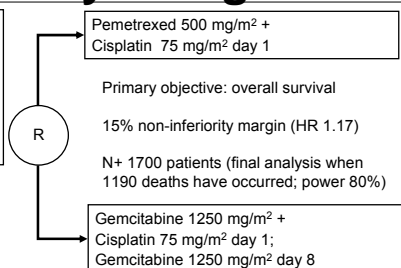 Pemetrexed 500 mg/m² +
Cisplatin 75 mg/m² day 1
Primary objective: overall survival
15% non-inferiority margin (HR 1.17)
R
N+ 1700 patients (final analysis when
1190 deaths have occurred; power 80%)
Gemcitabine 1250 mg/m² +
Cisplatin 75 mg/m² day 1;
Gemcitabine 1250 mg/m² day 8